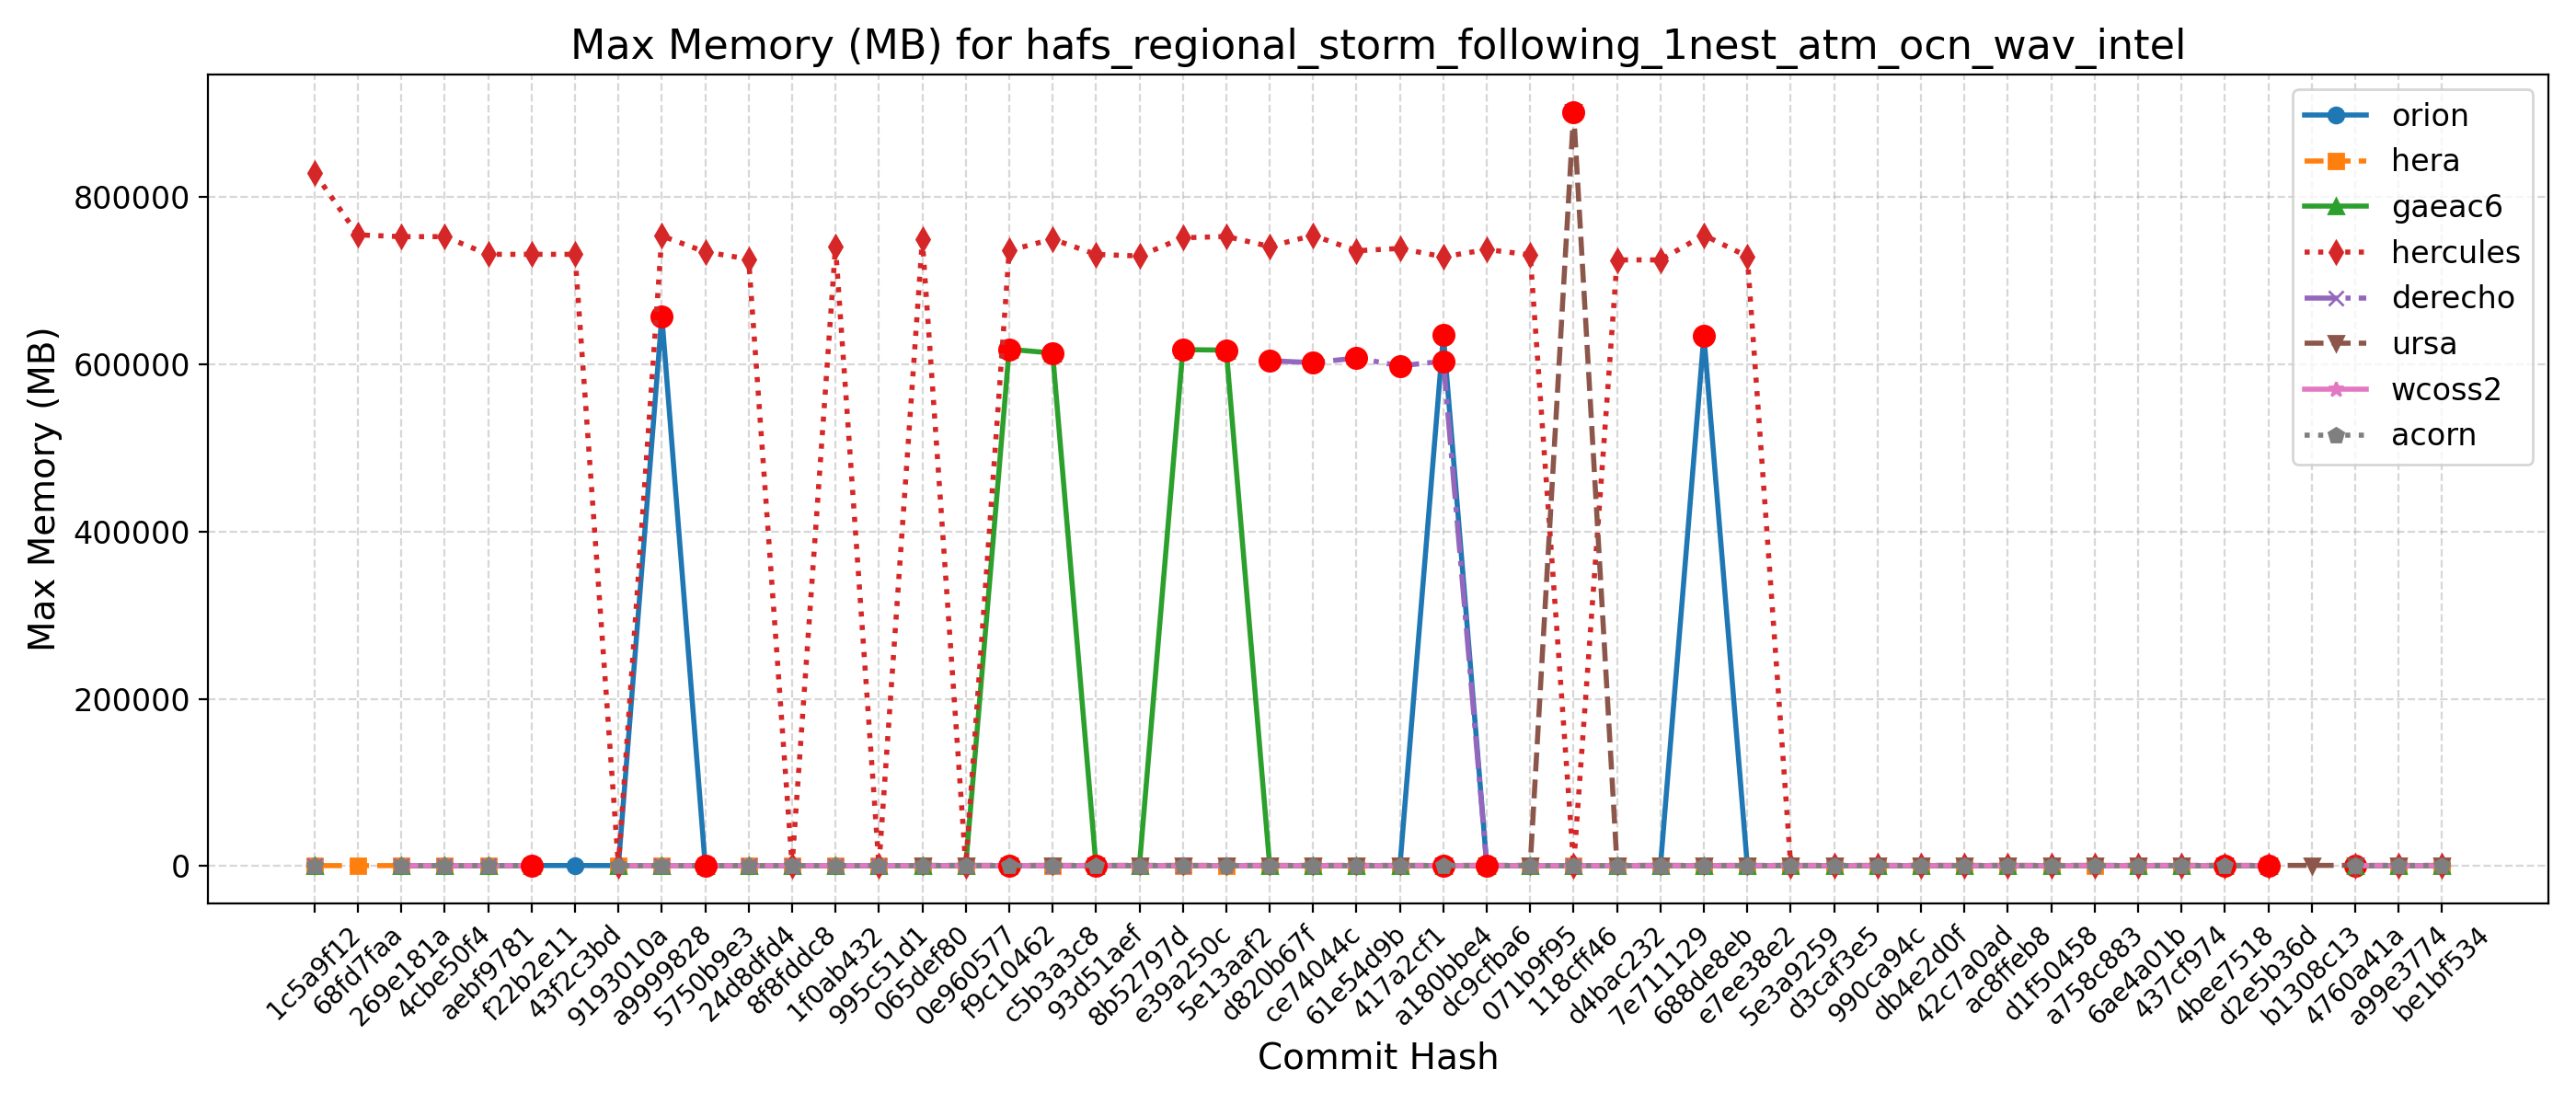 Max Memory (MB) for hafs_regional_storm_following_1nest_atm_ocn_wav_intel
Max Memory (MB)
800000
600000
400000
200000
0
orion
hera
gaeac6
hercules
derecho
ursa
wcoss2
acorn
1c5a9f12
68fd7faa
269e181a
4cbe50f4
aebf9781
f22b2e11
43f2c3bd
9193010a
a9999828
5750b9e3
24d8dfd4
8f8fddc8
1f0ab432
995c51d1
065def80
0e960577
f9c10462
c5b3a3c8
93d51aef
8b52797d
e39a250c
5e13aaf2
d820b67f
ce74044c
61e54d9b
417a2cf1
a180bbe4
dc9cfba6
071b9f95
118cff46
d4bac232
7e711129
688de8eb
e7ee38e2
5e3a9259
d3caf3e5
990ca94c
db4e2d0f
42c7a0ad
ac8ffeb8
d1f50458
a758c883
6ae4a01b
437cf974
4bee7518
d2e5b36d
b1308c13
4760a41a
a99e3774
be1bf534
Commit Hash